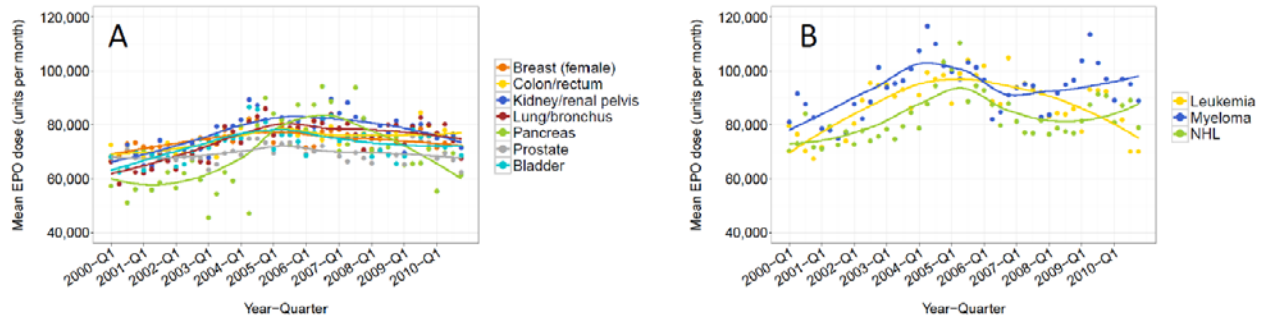 A
Mean EPO dose (units per month)
120,000
100,000
80,000
60,000
40,000
2000-Q1
2001-Q1
2002-Q1
2003-Q1
2004-Q1
2005-Q1
2006-Q1
2007-Q1
2008-Q1
2009-Q1
2010-Q1
Year-Quarter
Breast (female)
Colon/rectum
Kidney/renal pelvis
Lung/bronchus
Pancreas
Prostate
Bladder
B
Mean EPO dose (units per month)
120,000
100,000
80,000
60,000
40,000
2000-Q1
2001-Q1
2002-Q1
2003-Q1
2004-Q1
2005-Q1
2006-Q1
2007-Q1
2008-Q1
2009-Q1
2010-Q1
Year-Quarter
Leukemia
Myeloma
NHL